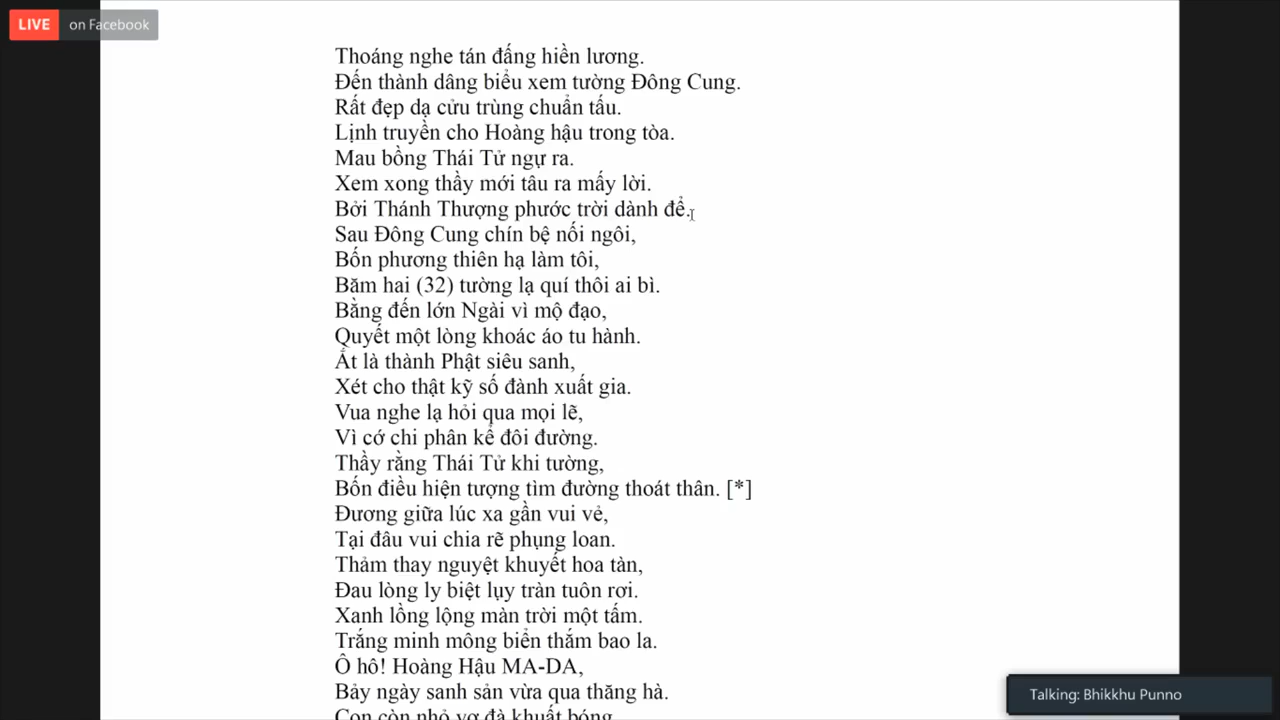 LIVE on Facebook
Thoáng nghe tán đấng hiền lương.
Đến thành dâng biểu xem tường Đông Cung.
Rất đẹp dạ cửu trùng chuẩn tấu.
Lịnh truyền cho Hoàng hậu trong tòa.
Mau bồng Thái Tử ngự ra.
Xem xong thầy mới tâu ra mấy lời.
Bởi Thánh Thượng phước trời dành để.
Sau Đông Cung chín bệ nối ngôi,
Bốn phương thiên hạ làm tôi,
Băm hai (32) tường lạ quí thôi ai bì.
Bằng đến lớn Ngài vì mộ đạo,
Quyết một lòng khoác áo tu hành.
Ắt là thành Phật siêu sanh,
Xét cho thật kỹ số đành xuất gia.
Vua nghe lạ hỏi qua mọi lẽ,
Vì cớ chi phân kể đôi đường.
Thầy rằng Thái Tử khi tường,
Bốn điều hiện tượng tìm đường thoát thân. [*]
Đương giữa lúc xa gần vui vẻ,
Tại đâu vui chia rẽ phụng loan.
Thảm thay nguyệt khuyết hoa tàn,
Đau lòng ly biệt lụy tràn tuôn rơi.
Xanh lồng lộng màn trời một tấm.
Trắng minh mông biển thắm bao la.
Ô hô! Hoàng Hậu MA-DA,
Bảy ngày sanh sản vừa qua thăng hà.
Con còn nhỏ vợ đà khuất bóng
Talking: Bhikkhu Punno